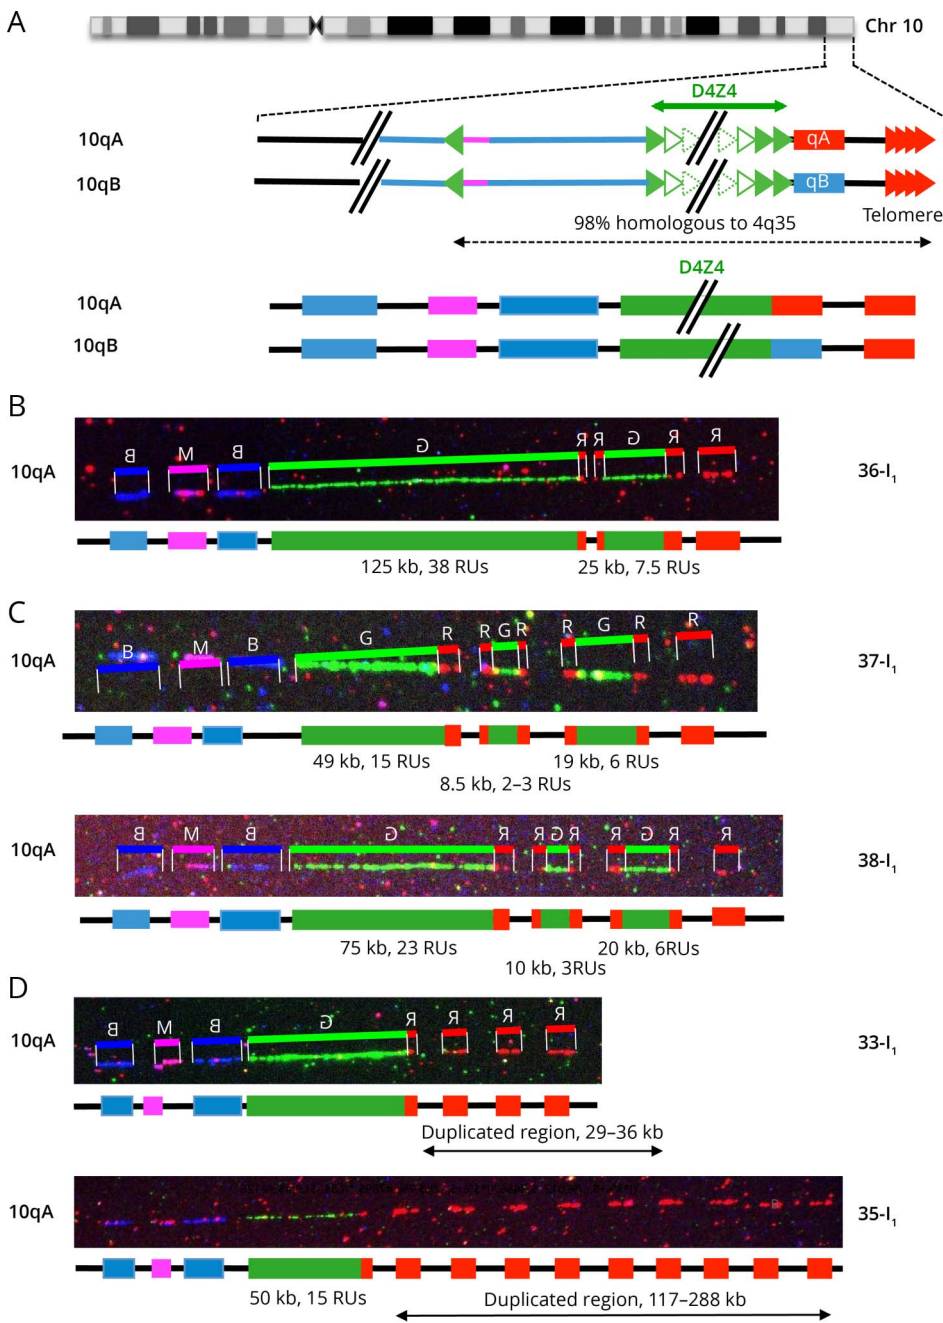 A
Chr 10
D4Z4
10qA
qA
10qB
qB
Telomere
98% homologous to 4q35
D4Z4
10qA
10qB
B
B M B G R R G R R
10qA
36-I1
125 kb, 38 RUs
25 kb, 7.5 RUs
C
B M B G R R G R R G R R
10qA
37-I1
49 kb, 15 RUs
19 kb, 6 RUs
8.5 kb, 2–3 RUs
B M B G R R G R R G R R
10qA
38-I1
75 kb, 23 RUs
20 kb, 6RUs
10 kb, 3RUs
D
B M B G R R R R
10qA
33-I1
Duplicated region, 29–36 kb
10qA
35-I1
50 kb, 15 RUs
Duplicated region, 117–288 kb